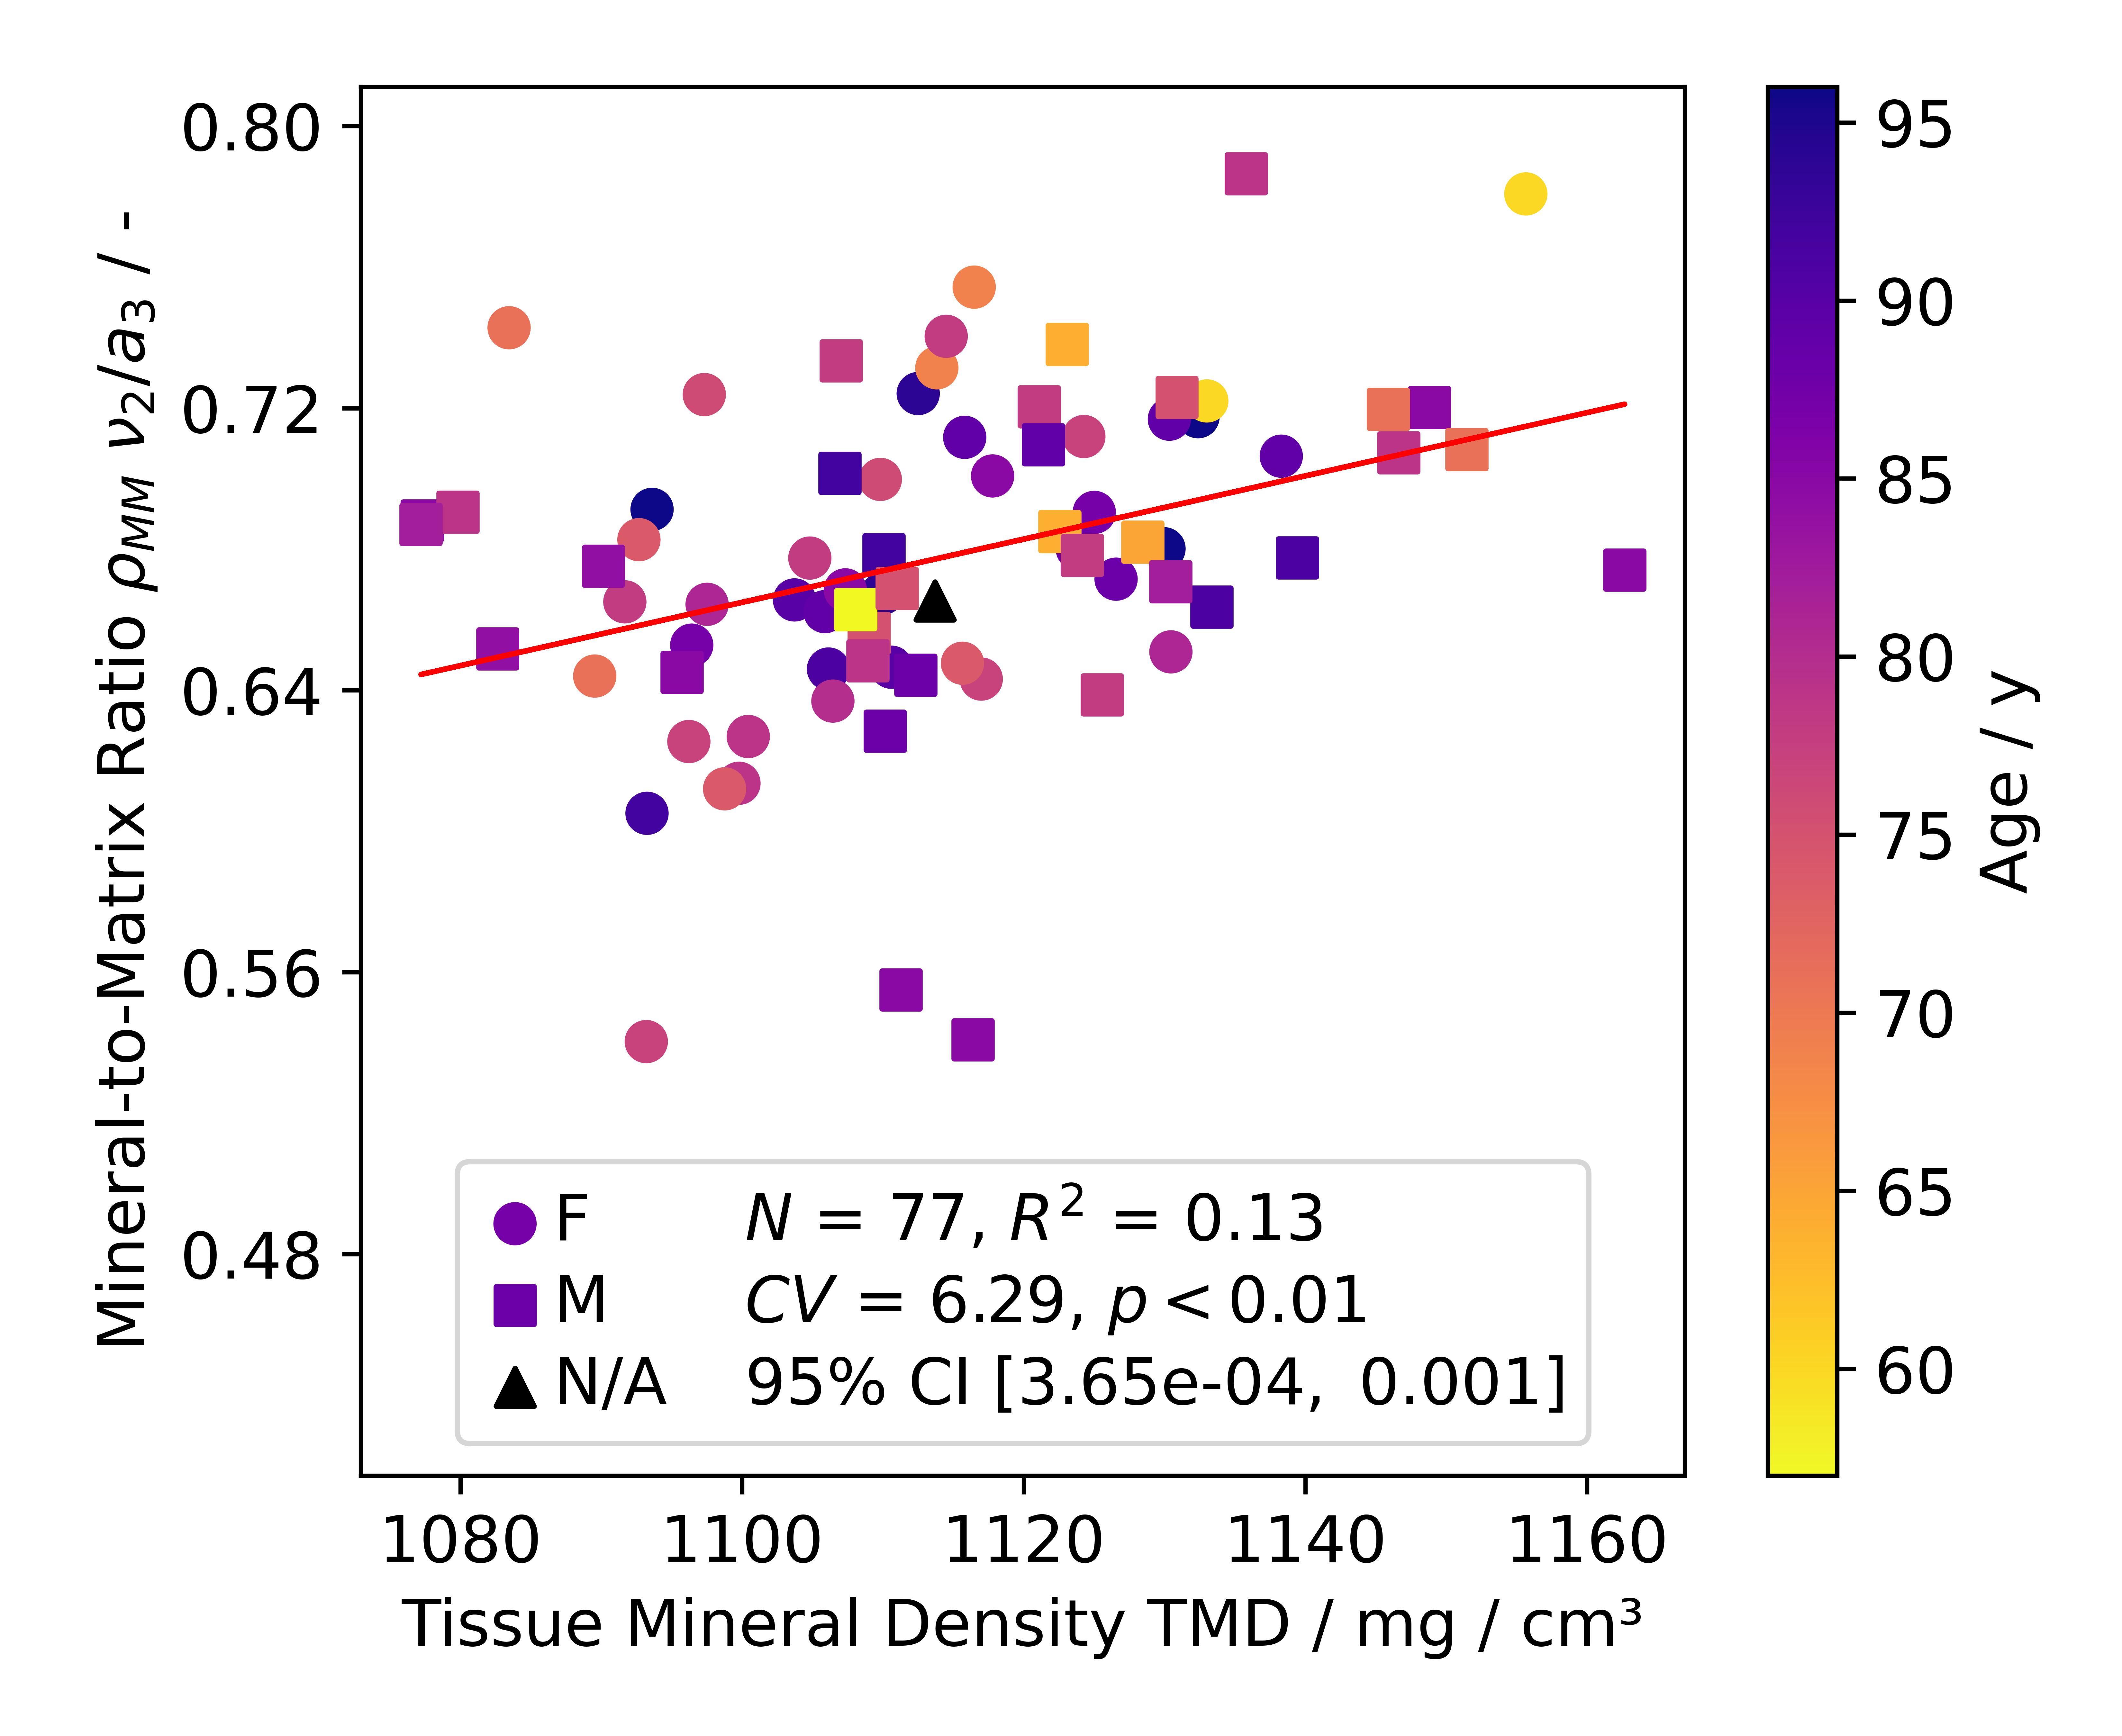 Mineral-to-Matrix Ratio ρMM ν₂/a₃ / -
0.80
0.72
0.64
0.56
0.48
F
M
N/A
N = 77, R² = 0.13
CV = 6.29, p < 0.01
95% CI [3.65e-04, 0.001]
1080 1100 1120 1140 1160
Tissue Mineral Density TMD / mg / cm³
95
90
85
80
75
70
65
60
Age / y